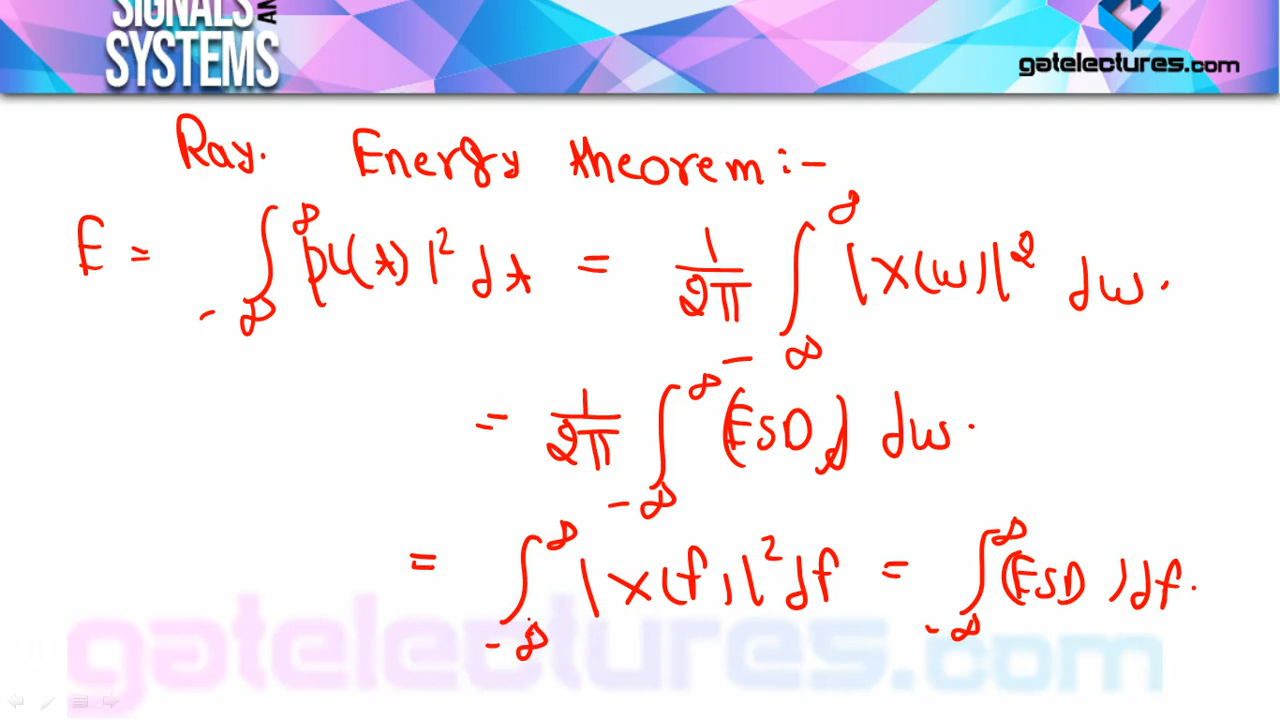 SIGNALS AND
SYSTEMS
gatelectures.com
Ray. Energy theorem :-
E = ∫_{-∞}^{∞} |x(t)|² dt = 1/2π ∫_{-∞}^{∞} |X(ω)|² dω.
= 1/2π ∫_{-∞}^{∞} (ESD) dω.
= ∫_{-∞}^{∞} |X(f)|² df = ∫_{-∞}^{∞} (ESD) df.
gatelectures.com